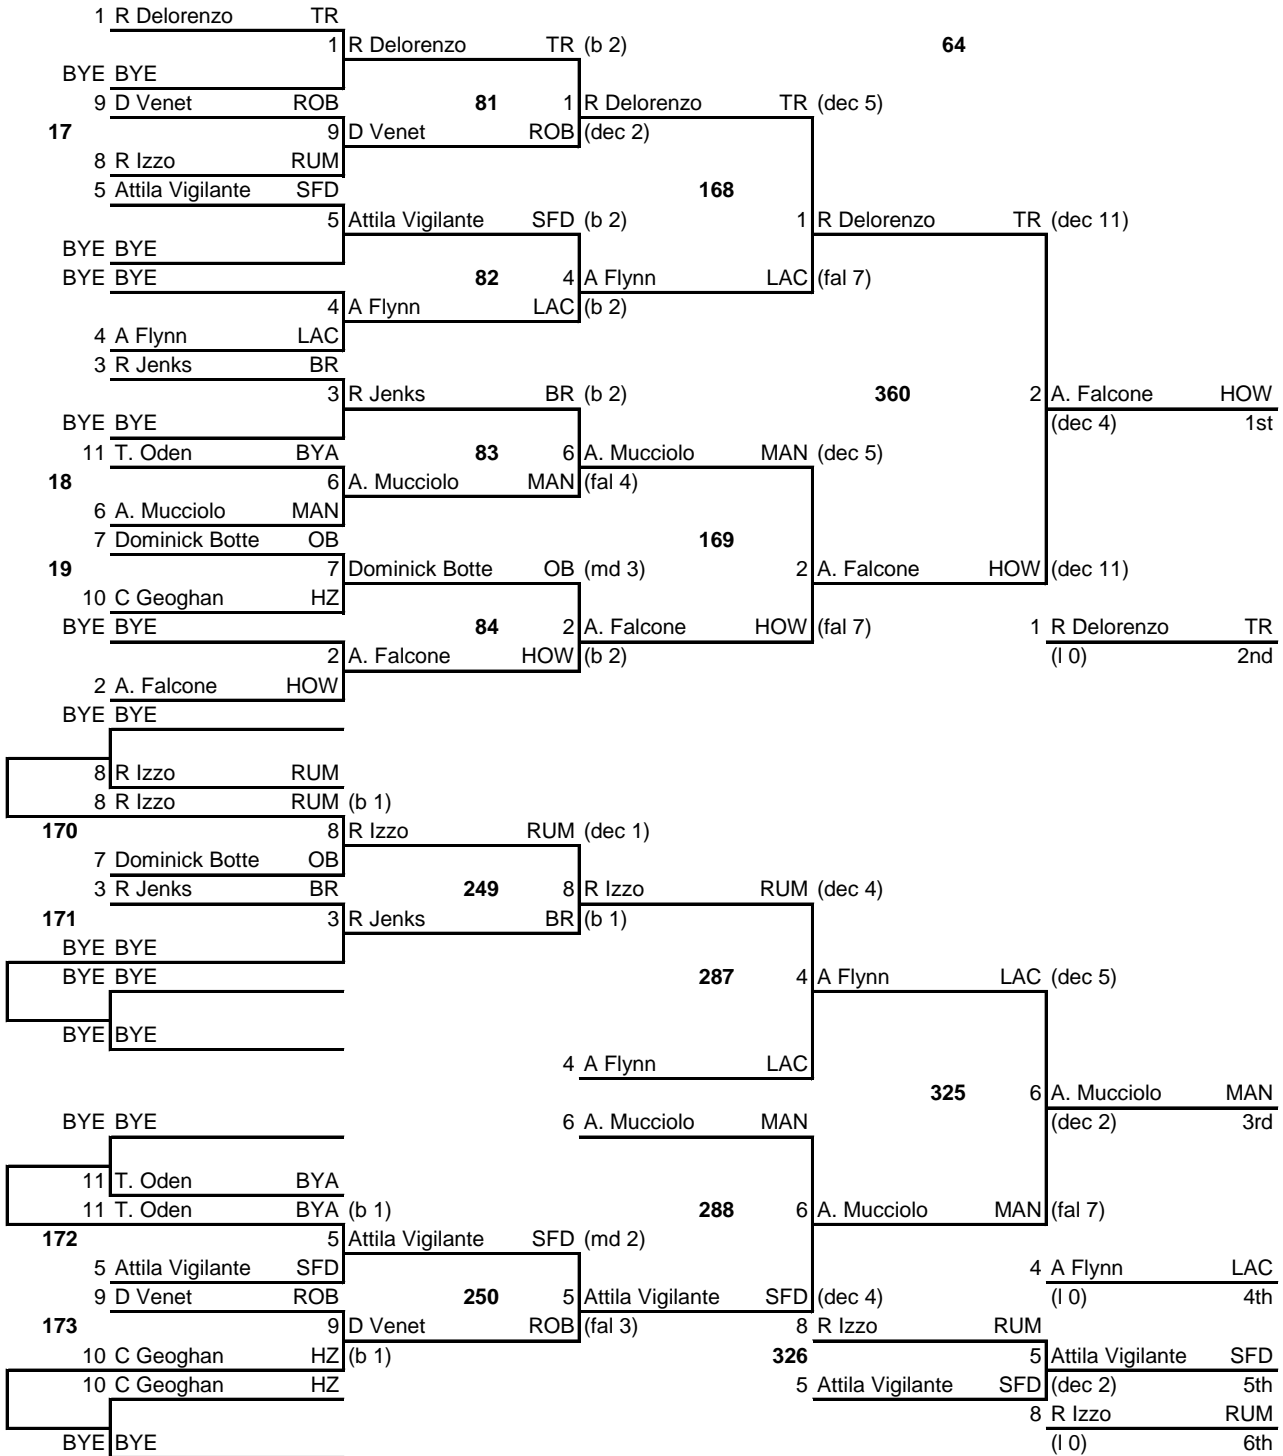 1 R Delorenzo TR
1 R Delorenzo TR (b 2) 64
BYE BYE
9 D Venet ROB 81 1 R Delorenzo TR (dec 5)
17 9 D Venet ROB (dec 2)
8 R Izzo RUM
5 Attila Vigilante SFD 168
5 Attila Vigilante SFD (b 2) 1 R Delorenzo TR (dec 11)
BYE BYE
BYE BYE 82 4 A Flynn LAC (fal 7)
4 A Flynn LAC (b 2)
4 A Flynn LAC
3 R Jenks BR
3 R Jenks BR (b 2) 360 2 A. Falcone HOW
BYE BYE (dec 4) 1st
11 T. Oden BYA 83 6 A. Mucciolo MAN (dec 5)
18 6 A. Mucciolo MAN (fal 4)
6 A. Mucciolo MAN
7 Dominick Botte OB 169
19 7 Dominick Botte OB (md 3) 2 A. Falcone HOW (dec 11)
10 C Geoghan HZ
BYE BYE 84 2 A. Falcone HOW (fal 7) 1 R Delorenzo TR
2 A. Falcone HOW (b 2) (l 0) 2nd
2 A. Falcone HOW
BYE BYE
8 R Izzo RUM
8 R Izzo RUM (b 1)
170 8 R Izzo RUM (dec 1)
7 Dominick Botte OB
3 R Jenks BR 249 8 R Izzo RUM (dec 4)
171 3 R Jenks BR (b 1)
BYE BYE
BYE BYE 287 4 A Flynn LAC (dec 5)
BYE BYE
4 A Flynn LAC
325 6 A. Mucciolo MAN
BYE BYE 6 A. Mucciolo MAN (dec 2) 3rd
11 T. Oden BYA
11 T. Oden BYA (b 1) 288 6 A. Mucciolo MAN (fal 7)
172 5 Attila Vigilante SFD (md 2)
5 Attila Vigilante SFD 4 A Flynn LAC
9 D Venet ROB 250 5 Attila Vigilante SFD (dec 4) (l 0) 4th
173 9 D Venet ROB (fal 3) 8 R Izzo RUM
10 C Geoghan HZ (b 1) 326 5 Attila Vigilante SFD
10 C Geoghan HZ 5 Attila Vigilante SFD (dec 2) 5th
8 R Izzo RUM
BYE BYE (l 0) 6th